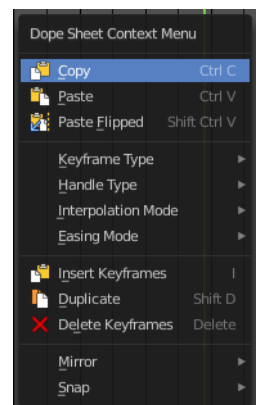 Dope Sheet Context Menu
Copy Ctrl C
Paste Ctrl V
Paste Flipped Shift Ctrl V
Keyframe Type
Handle Type
Interpolation Mode
Easing Mode
Insert Keyframes I
Duplicate Shift D
Delete Keyframes Delete
Mirror
Snap